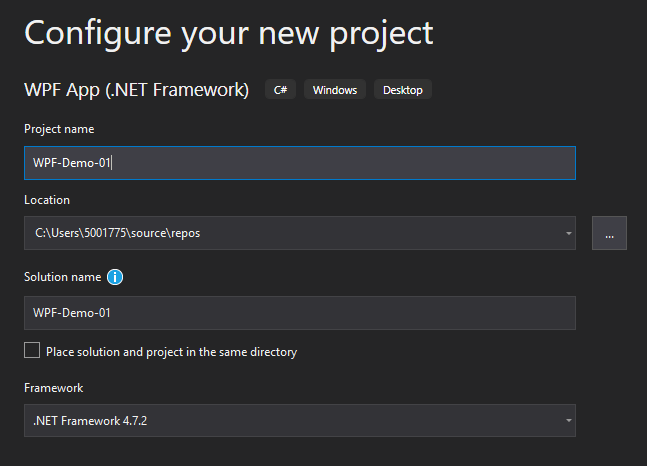 Configure your new project
WPF App (.NET Framework) C# Windows Desktop
Project name
WPF-Demo-01
Location
C:\Users\5001775\source\repos
...
Solution name
WPF-Demo-01
Place solution and project in the same directory
Framework
.NET Framework 4.7.2